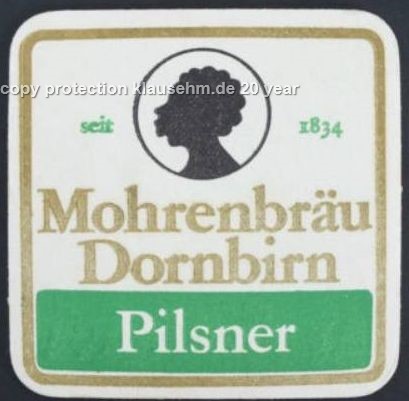 copy protection klausehm.de 20 year
seit 1834
Mohrenbräu
Dornbirn
Pilsner